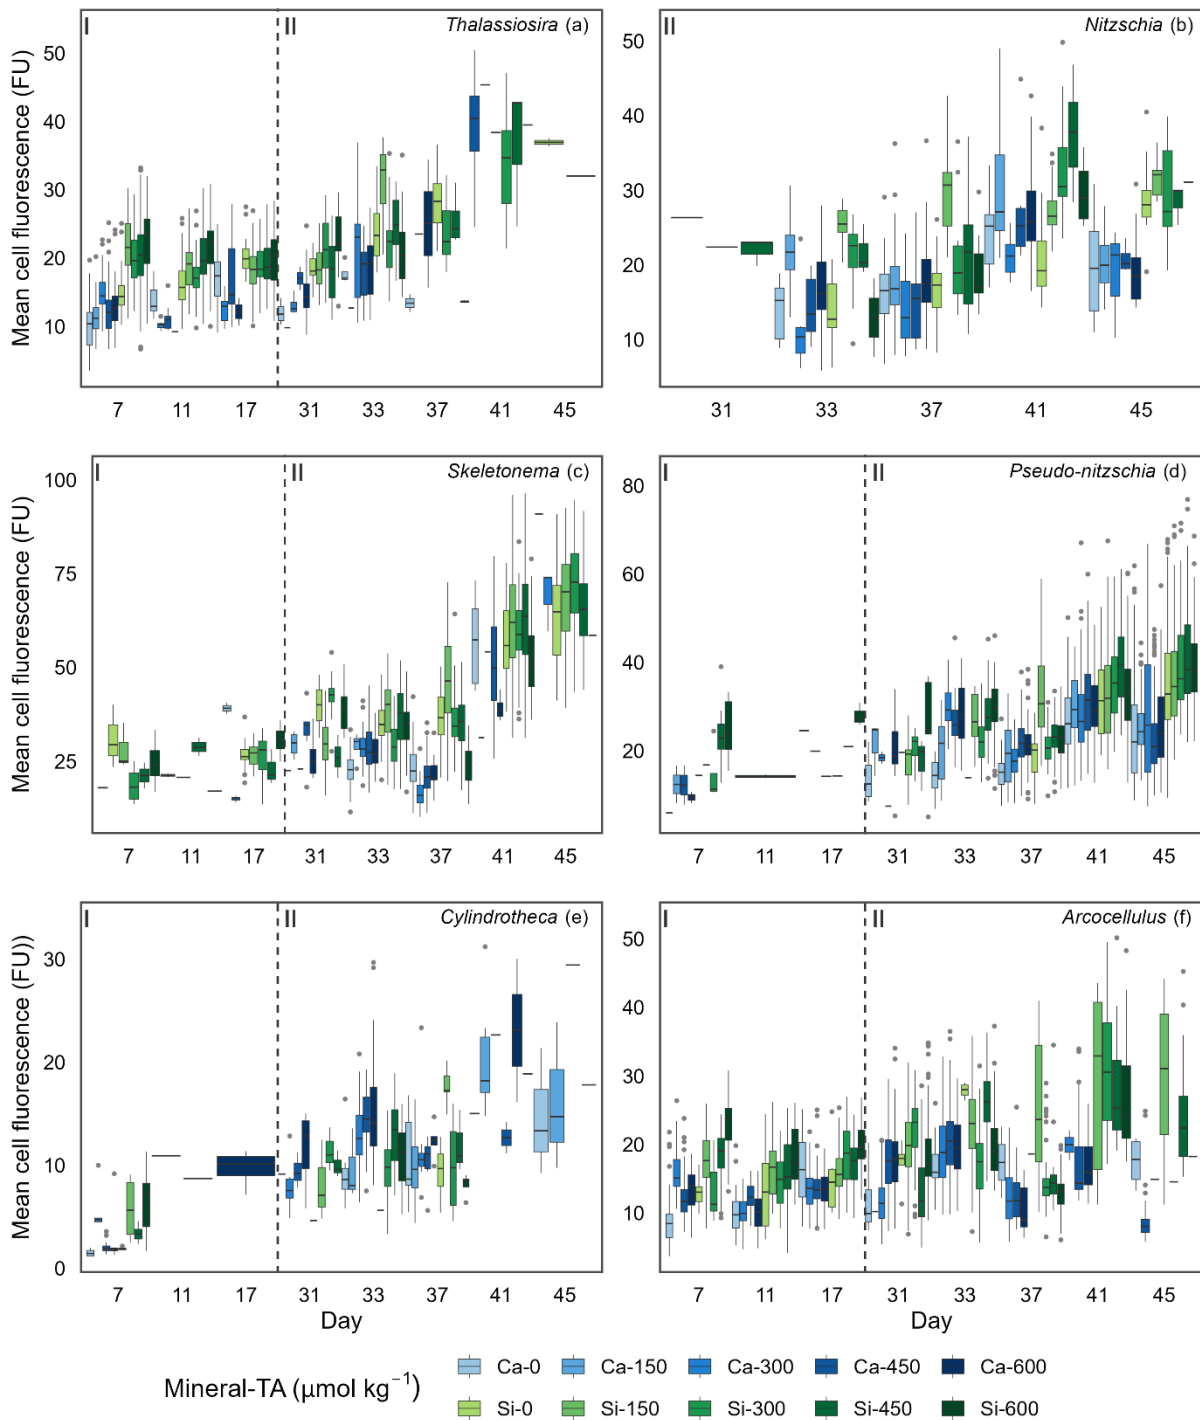 I II Thalassiosira (a)
Mean cell fluorescence (FU)
50
40
30
20
10
7 11 17 31 33 37 41 45
II Nitzschia (b)
50
40
30
20
10
31 33 37 41 45
I II Skeletonema (c)
Mean cell fluorescence (FU)
100
75
50
25
7 11 17 31 33 37 41 45
I II Pseudo-nitzschia (d)
80
60
40
20
7 11 17 31 33 37 41 45
I II Cylindrotheca (e)
Mean cell fluorescence (FU))
30
20
10
0
7 11 17 31 33 37 41 45
Day
I II Arcocellulus (f)
50
40
30
20
10
7 11 17 31 33 37 41 45
Day
Mineral-TA (μmol kg⁻¹)
Ca-0 Ca-150 Ca-300 Ca-450 Ca-600
Si-0 Si-150 Si-300 Si-450 Si-600